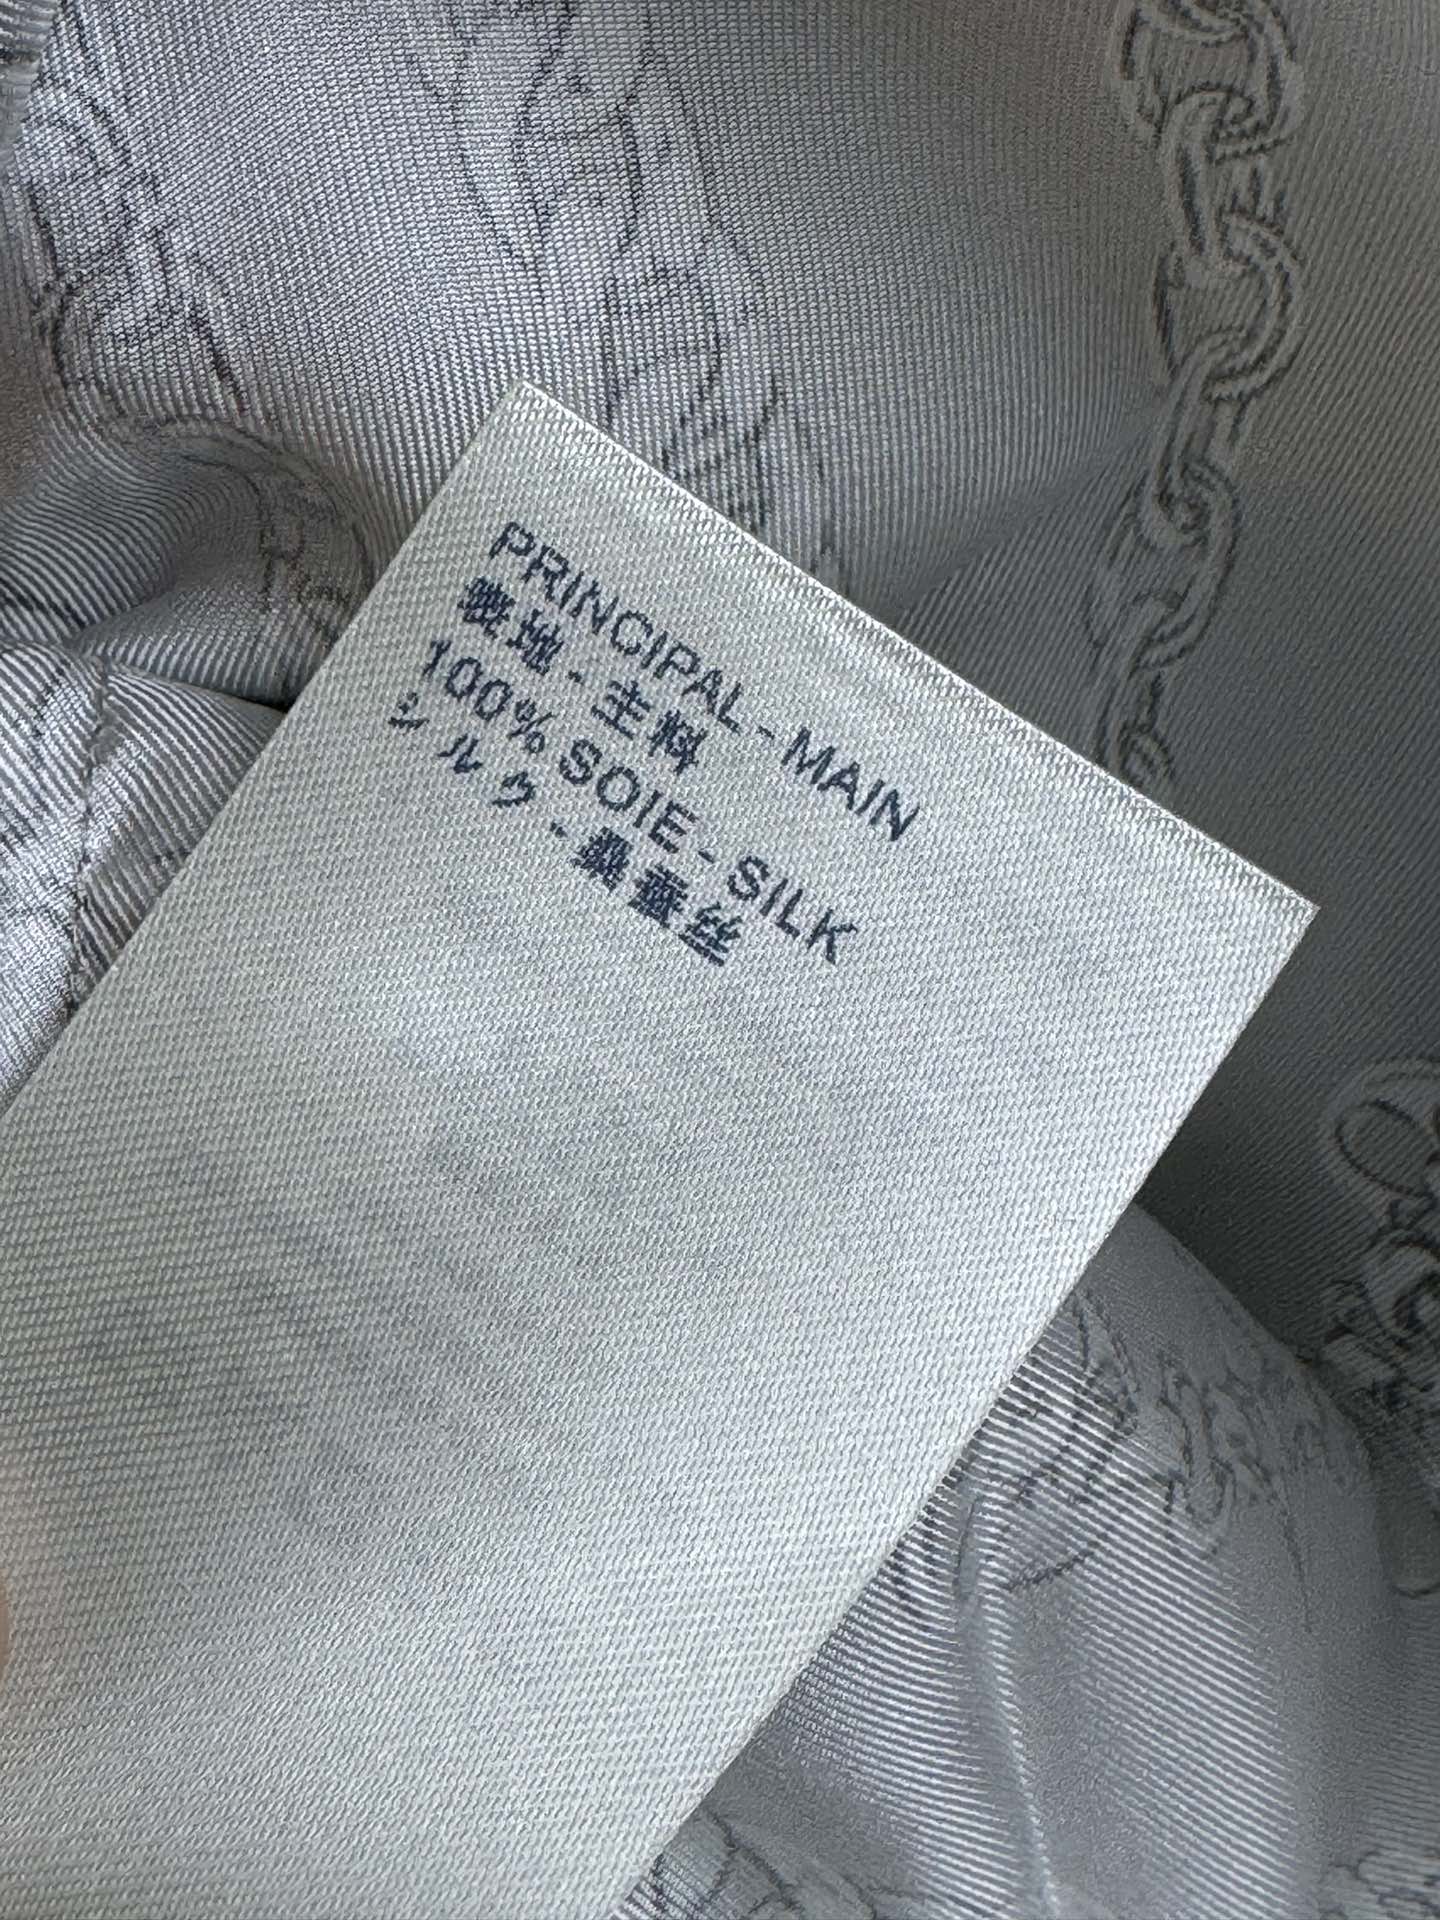 PRINCIPAL - MAIN
表地 - 主料
100% SOIE - SILK
シルク - 桑蚕丝